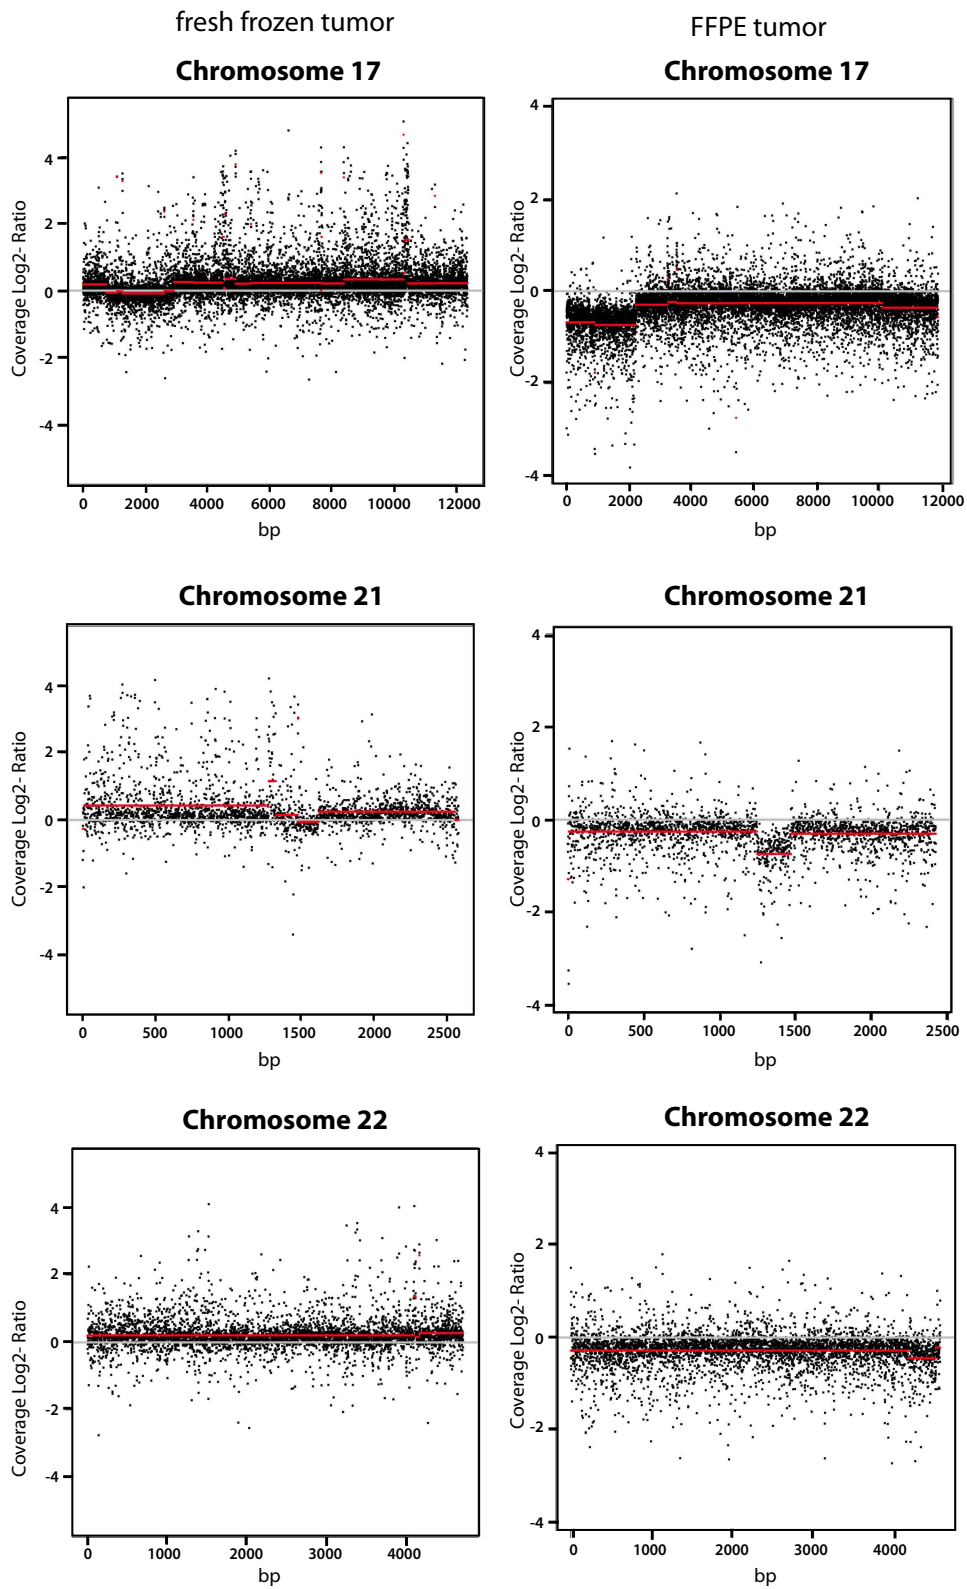 fresh frozen tumor
FFPE tumor
Chromosome 17
Chromosome 17
Coverage Log2- Ratio
4
2
0
-2
-4
0 2000 4000 6000 8000 10000 12000
bp
Coverage Log2- Ratio
4
2
0
-2
-4
0 2000 4000 6000 8000 10000 12000
bp
Chromosome 21
Chromosome 21
Coverage Log2- Ratio
4
2
0
-2
-4
0 500 1000 1500 2000 2500
bp
Coverage Log2- Ratio
4
2
0
-2
-4
0 500 1000 1500 2000 2500
bp
Chromosome 22
Chromosome 22
Coverage Log2- Ratio
4
2
0
-2
-4
0 1000 2000 3000 4000
bp
Coverage Log2- Ratio
4
2
0
-2
-4
0 1000 2000 3000 4000
bp